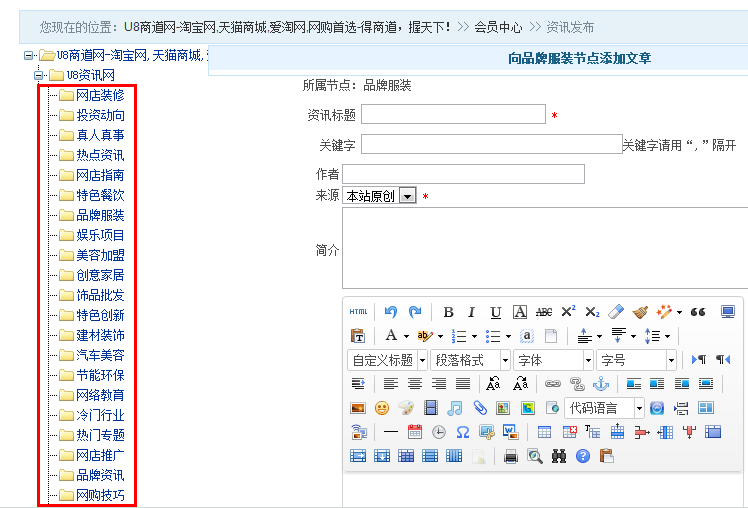 您现在的位置：U8商道网-淘宝网,天猫商城,爱淘网.网购首选-得商道，握天下！ >> 会员中心 >> 资讯发布
U8商道网-淘宝网, 天猫商城,
向品牌服装节点添加文章
U8资讯网
网店装修
投资动向
真人真事
热点资讯
网店指南
特色餐饮
品牌服装
娱乐项目
美容加盟
创意家居
饰品批发
特色创新
建材装饰
汽车美容
节能环保
网络教育
冷门行业
热门专题
网店推广
品牌资讯
网购技巧
所属节点：品牌服装
资讯标题 *
关键字 关键字请用“,”隔开
作者
来源 本站原创 *
简介
HTML B I U A ABC X² X₂
A ab a
自定义标题 段落格式 字体 字号
代码语言